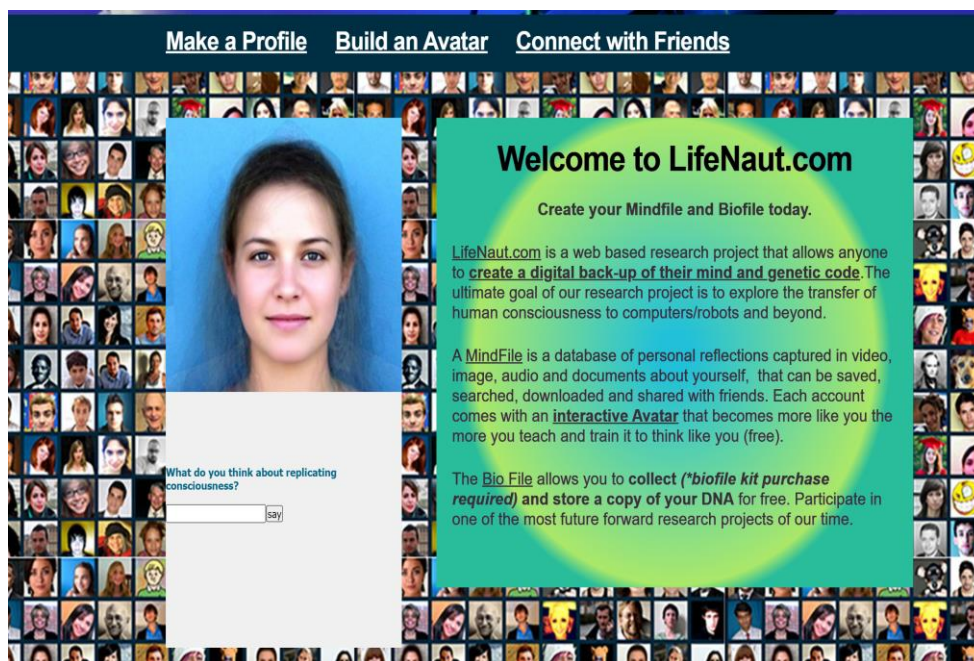 Make a Profile Build an Avatar Connect with Friends
Welcome to LifeNaut.com
Create your Mindfile and Biofile today.
LifeNaut.com is a web based research project that allows anyone
to create a digital back-up of their mind and genetic code.The
ultimate goal of our research project is to explore the transfer of
human consciousness to computers/robots and beyond.
A MindFile is a database of personal reflections captured in video,
image, audio and documents about yourself, that can be saved,
searched, downloaded and shared with friends. Each account
comes with an interactive Avatar that becomes more like you the
more you teach and train it to think like you (free).
The Bio File allows you to collect (*biofile kit purchase
required) and store a copy of your DNA for free. Participate in
one of the most future forward research projects of our time.
What do you think about replicating
consciousness?
say